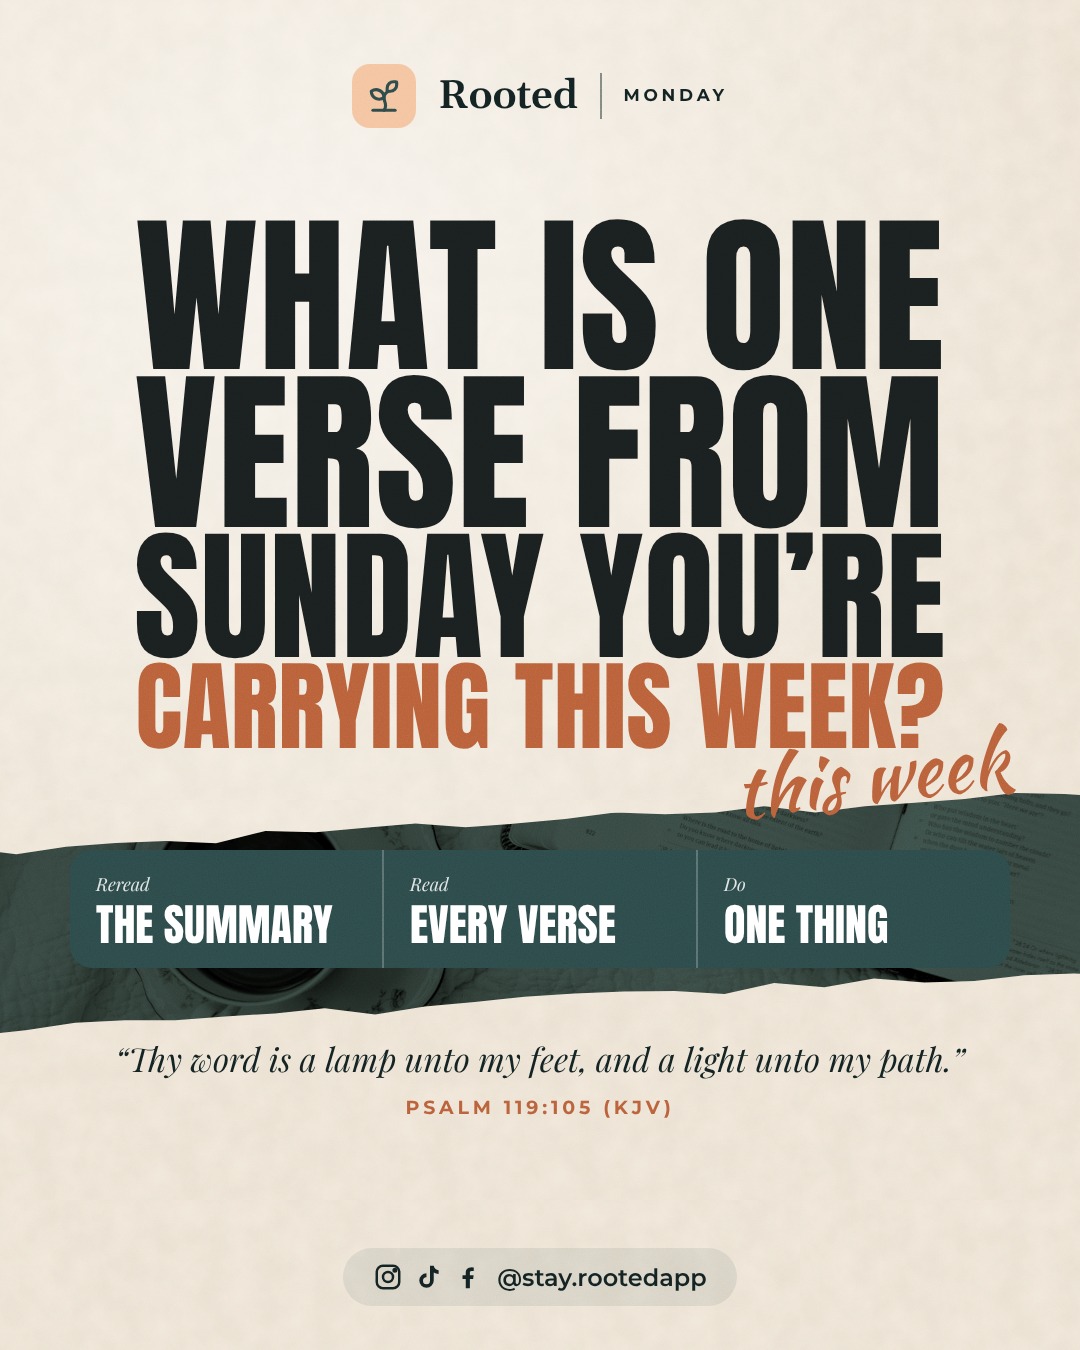 Rooted
MONDAY
WHAT IS ONE
VERSE FROM
SUNDAY YOU’RE
CARRYING THIS WEEK?
this week
Reread
THE SUMMARY
Read
EVERY VERSE
Do
ONE THING
“Thy word is a lamp unto my feet, and a light unto my path.”
PSALM 119:105 (KJV)
@stay.rootedapp